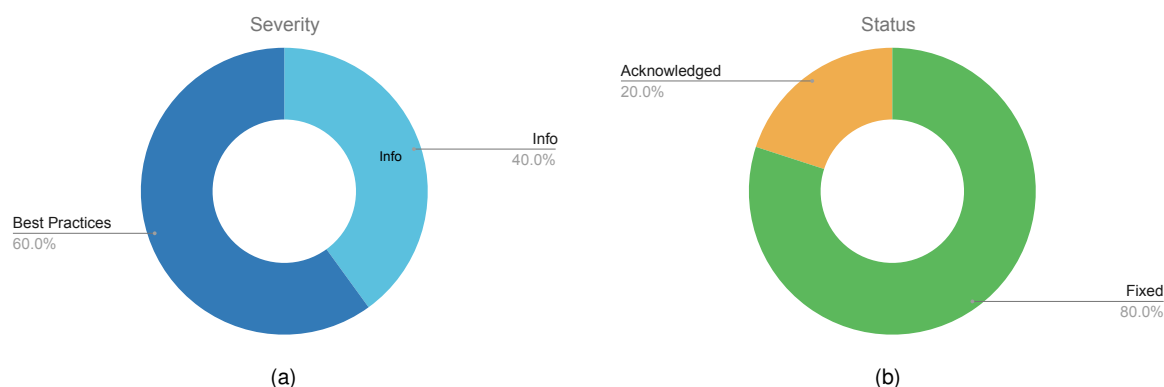 Severity
Info
Info
40.0%
Best Practices
60.0%
(a)
Status
Acknowledged
20.0%
Fixed
80.0%
(b)